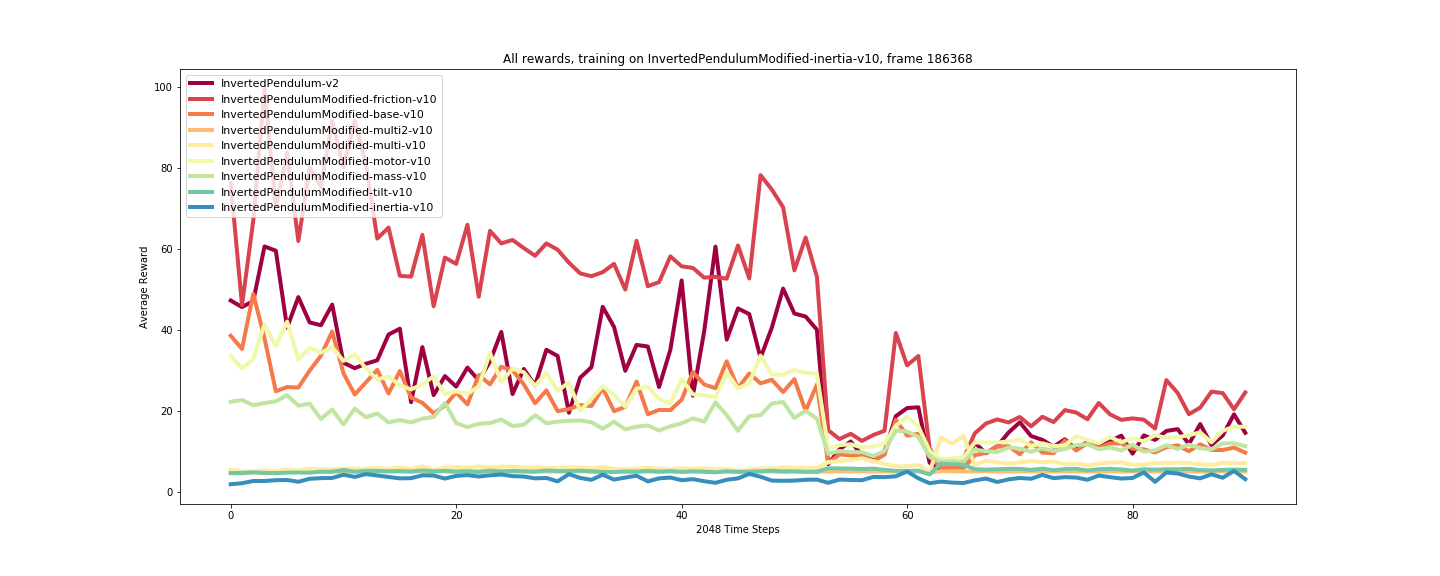 All rewards, training on InvertedPendulumModified-inertia-v10, frame 186368
InvertedPendulum-v2
InvertedPendulumModified-friction-v10
InvertedPendulumModified-base-v10
InvertedPendulumModified-multi2-v10
InvertedPendulumModified-multi-v10
InvertedPendulumModified-motor-v10
InvertedPendulumModified-mass-v10
InvertedPendulumModified-tilt-v10
InvertedPendulumModified-inertia-v10
Average Reward
100
80
60
40
20
0
0 20 40 60 80
2048 Time Steps